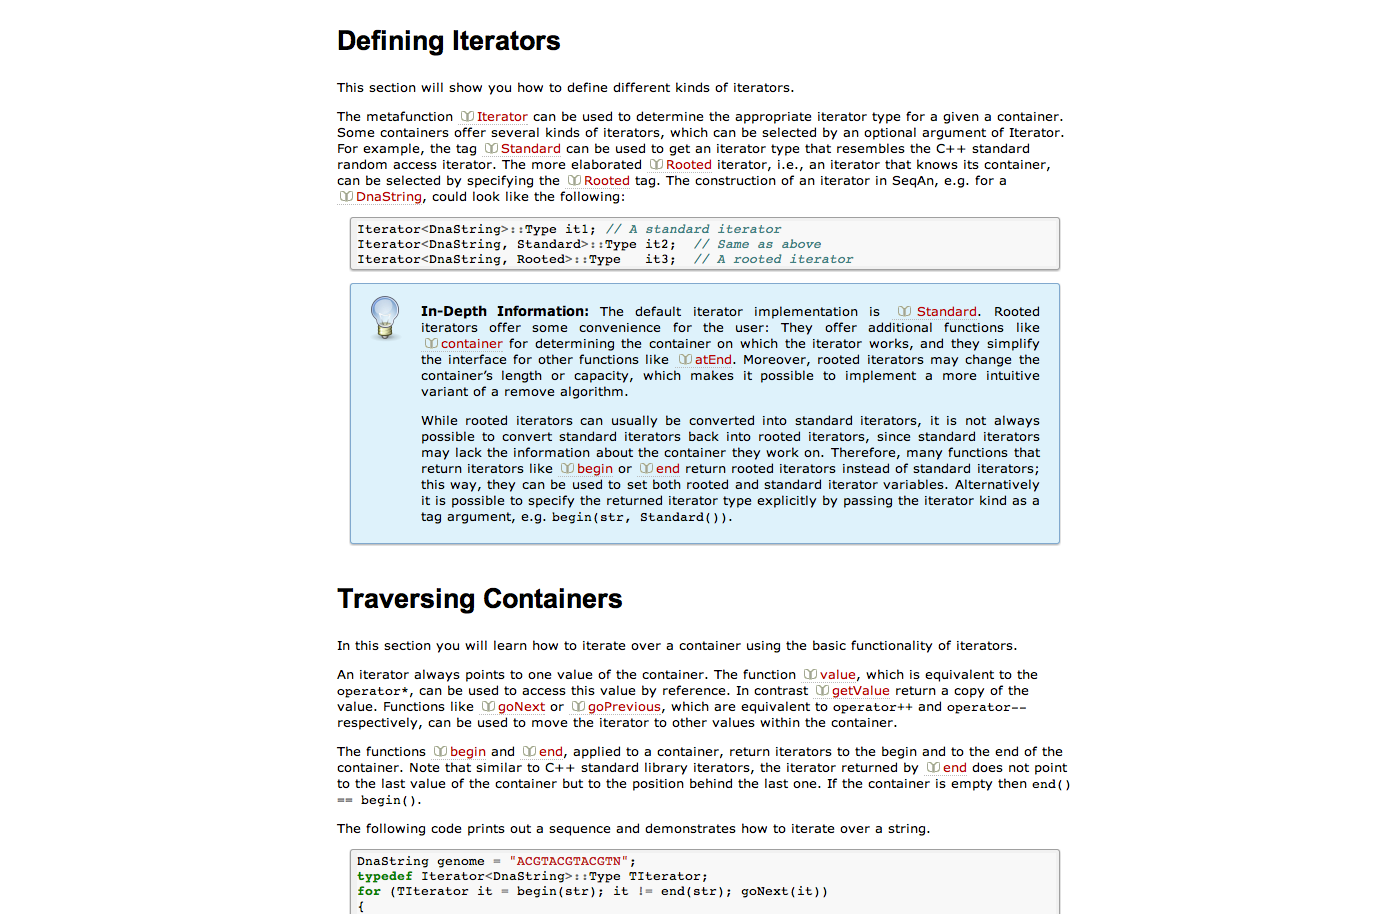 Defining Iterators
This section will show you how to define different kinds of iterators.
The metafunction Iterator can be used to determine the appropriate iterator type for a given a container.
Some containers offer several kinds of iterators, which can be selected by an optional argument of Iterator.
For example, the tag Standard can be used to get an iterator type that resembles the C++ standard
random access iterator. The more elaborated Rooted iterator, i.e., an iterator that knows its container,
can be selected by specifying the Rooted tag. The construction of an iterator in SeqAn, e.g. for a
DnaString, could look like the following:
Iterator<DnaString>::Type it1; // A standard iterator
Iterator<DnaString, Standard>::Type it2;  // Same as above
Iterator<DnaString, Rooted>::Type   it3;  // A rooted iterator
In-Depth Information: The default iterator implementation is Standard. Rooted
iterators offer some convenience for the user: They offer additional functions like
container for determining the container on which the iterator works, and they simplify
the interface for other functions like atEnd. Moreover, rooted iterators may change the
container's length or capacity, which makes it possible to implement a more intuitive
variant of a remove algorithm.
While rooted iterators can usually be converted into standard iterators, it is not always
possible to convert standard iterators back into rooted iterators, since standard iterators
may lack the information about the container they work on. Therefore, many functions that
return iterators like begin or end return rooted iterators instead of standard iterators;
this way, they can be used to set both rooted and standard iterator variables. Alternatively
it is possible to specify the returned iterator type explicitly by passing the iterator kind as a
tag argument, e.g. begin(str, Standard()).
Traversing Containers
In this section you will learn how to iterate over a container using the basic functionality of iterators.
An iterator always points to one value of the container. The function value, which is equivalent to the
operator*, can be used to access this value by reference. In contrast getValue return a copy of the
value. Functions like goNext or goPrevious, which are equivalent to operator++ and operator--
respectively, can be used to move the iterator to other values within the container.
The functions begin and end, applied to a container, return iterators to the begin and to the end of the
container. Note that similar to C++ standard library iterators, the iterator returned by end does not point
to the last value of the container but to the position behind the last one. If the container is empty then end()
== begin().
The following code prints out a sequence and demonstrates how to iterate over a string.
DnaString genome = "ACGTACGTACGTN";
typedef Iterator<DnaString>::Type TIterator;
for (TIterator it = begin(str); it != end(str); goNext(it))
{